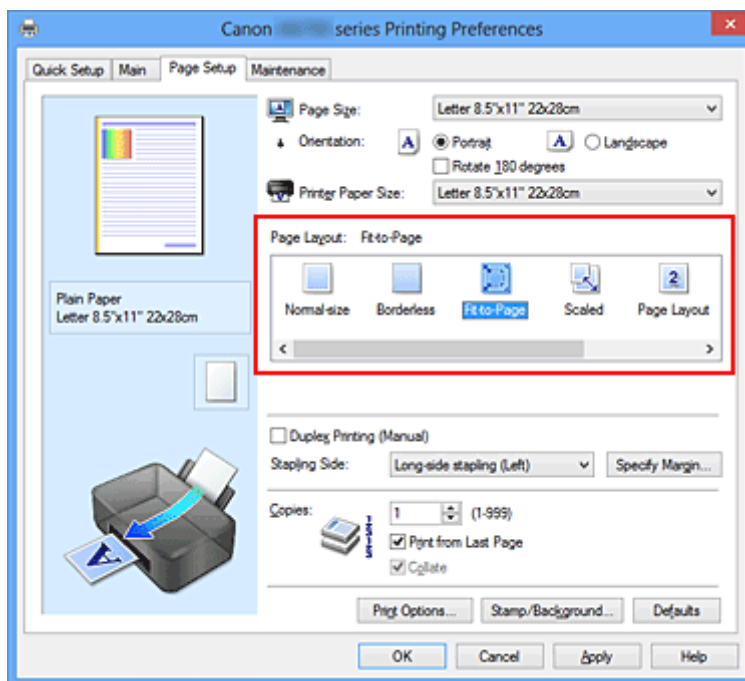 Canon series Printing Preferences
Quick Setup Main Page Setup Maintenance
Page Size: Letter 8.5"x11" 22x28cm
Orientation: A Portrait A Landscape
Rotate 180 degrees
Printer Paper Size: Letter 8.5"x11" 22x28cm
Page Layout: Fit-to-Page
Normal-size Borderless Fit-to-Page Scaled 2 Page Layout
Plain Paper
Letter 8.5"x11" 22x28cm
Duplex Printing (Manual)
Stapling Side: Long-side stapling (Left) Specify Margin...
Copies: 1 (1-999)
Print from Last Page
Collate
A
Print Options... Stamp/Background... Defaults
OK Cancel Apply Help